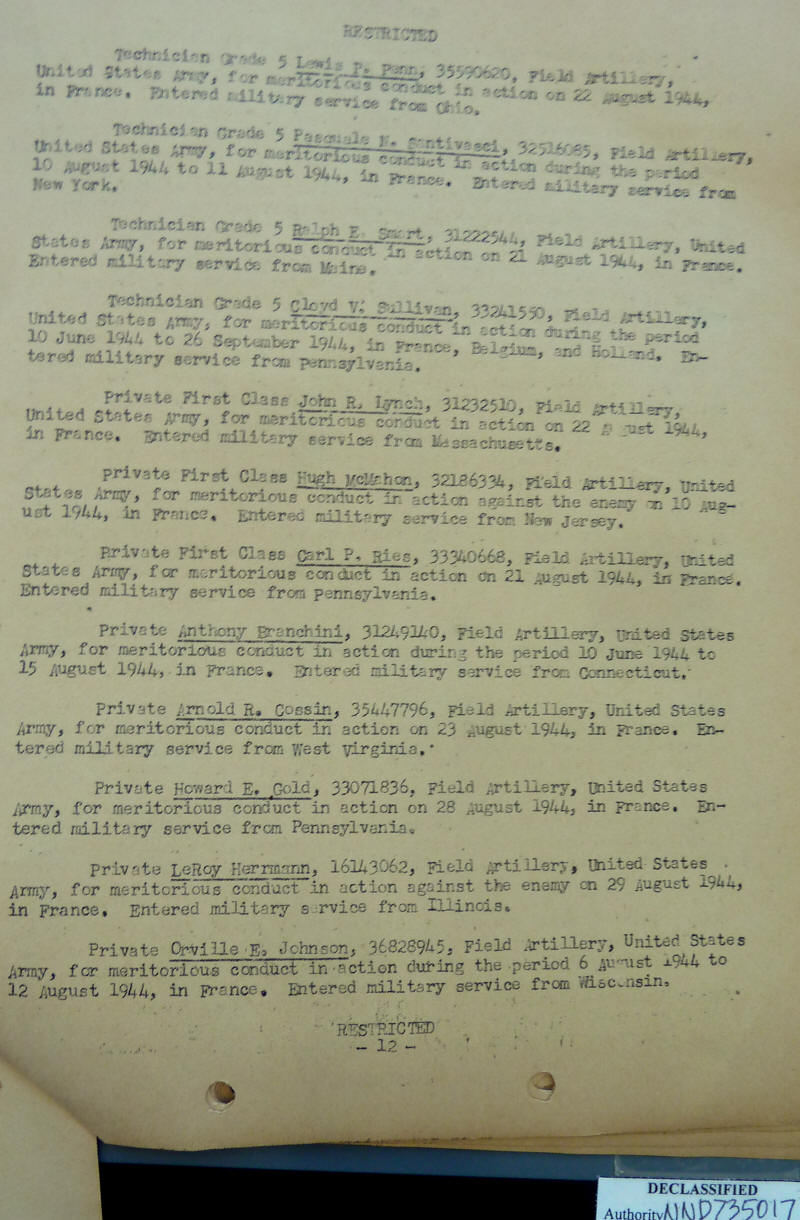 RESTRICTED
Technician Grade 5 Lewis P. Penn, 35590620, Field Artillery,
United States Army, for meritorious conduct in action on 22 August 1944,
in France. Entered military service from Ohio.
Technician Grade 5 Pasquale N. Santivasci, 32516085, Field Artillery,
United States Army, for meritorious conduct in action during the period
10 August 1944 to 11 August 1944, in France. Entered military service from
New York.
Technician Grade 5 Ralph E. Smart, 31222544, Field Artillery, United
States Army, for meritorious conduct in action on 21 August 1944, in France.
Entered military service from Maine.
Technician Grade 5 Cloyd V. Sullivan, 33241550, Field Artillery,
United States Army, for meritorious conduct in action during the period
10 June 1944 to 26 September 1944, in France, Belgium, and Holland. En-
tered military service from Pennsylvania.
Private First Class John R. Lynch, 31232510, Field Artillery,
United States Army, for meritorious conduct in action on 22 August 1944,
in France. Entered military service from Massachusetts.
Private First Class Hugh McMahon, 32186334, Field Artillery, United
States Army, for meritorious conduct in action against the enemy on 10 Aug-
ust 1944, in France. Entered military service from New Jersey.
Private First Class Carl P. Ries, 33340668, Field Artillery, United
States Army, for meritorious conduct in action on 21 August 1944, in France.
Entered military service from Pennsylvania.
Private Anthony Branchini, 31249140, Field Artillery, United States
Army, for meritorious conduct in action during the period 10 June 1944 to
15 August 1944, in France. Entered military service from Connecticut.
Private Arnold R. Cossin, 35447796, Field Artillery, United States
Army, for meritorious conduct in action on 23 August 1944, in France. En-
tered military service from West Virginia.
Private Howard E. Gold, 33071836, Field Artillery, United States
Army, for meritorious conduct in action on 28 August 1944, in France. En-
tered military service from Pennsylvania.
Private LeRoy Herrmann, 16143062, Field Artillery, United States
Army, for meritorious conduct in action against the enemy on 29 August 1944,
in France. Entered military service from Illinois.
Private Orville E. Johnson, 36828945, Field Artillery, United States
Army, for meritorious conduct in action during the period 6 August 1944 to
12 August 1944, in France. Entered military service from Wisconsin.
RESTRICTED
- 12 -
DECLASSIFIED
Authority NND735017